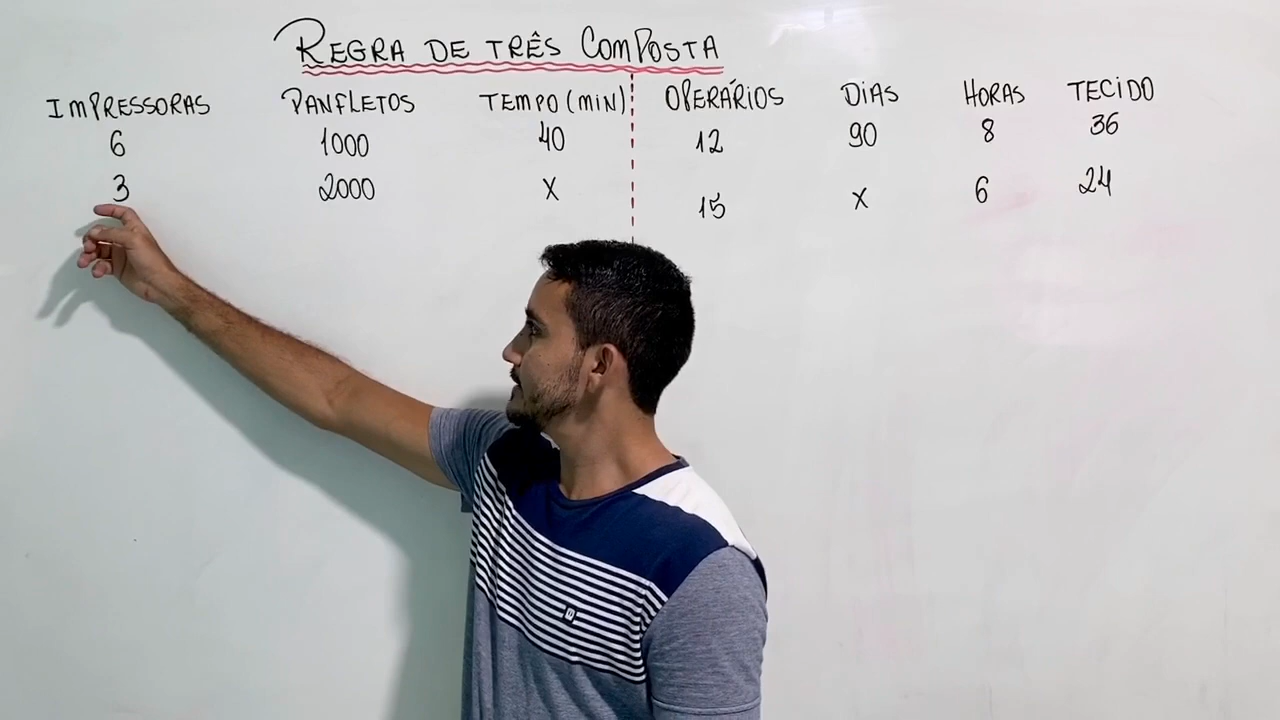 REGRA DE TRÊS COMPOSTA
IMPRESSORAS PANFLETOS TEMPO (MIN) OPERÁRIOS DIAS HORAS TECIDO
6 1000 40 12 90 8 36
3 2000 X 15 X 6 24